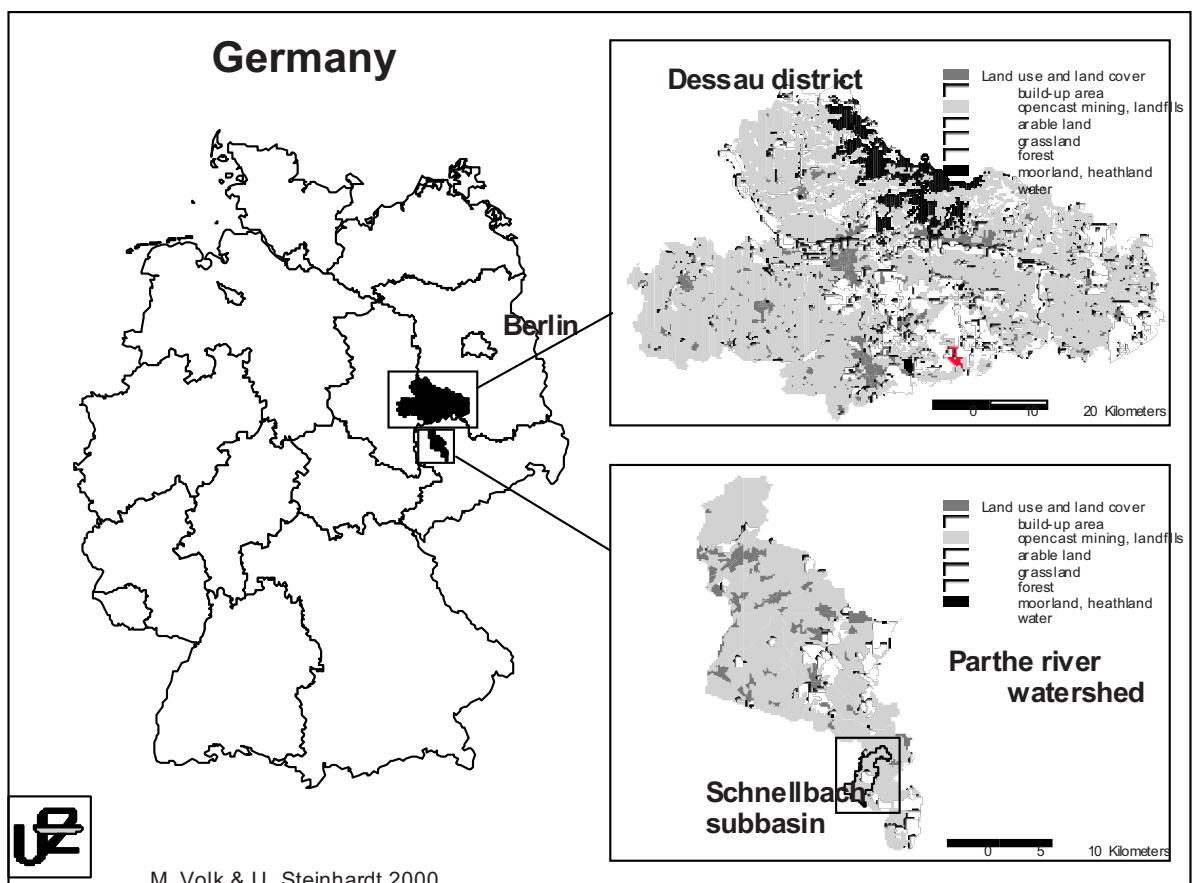 Germany
Berlin
Dessau district
Land use and land cover
build-up area
opencast mining, landfills
arable land
grassland
forest
moorland, heathland
water
0 10 20 Kilometers
Land use and land cover
build-up area
opencast mining, landfills
arable land
grassland
forest
moorland, heathland
water
Parthe river
watershed
Schnellbach
subbasin
0 5 10 Kilometers
UFZ
M. Volk & U. Steinhardt 2000